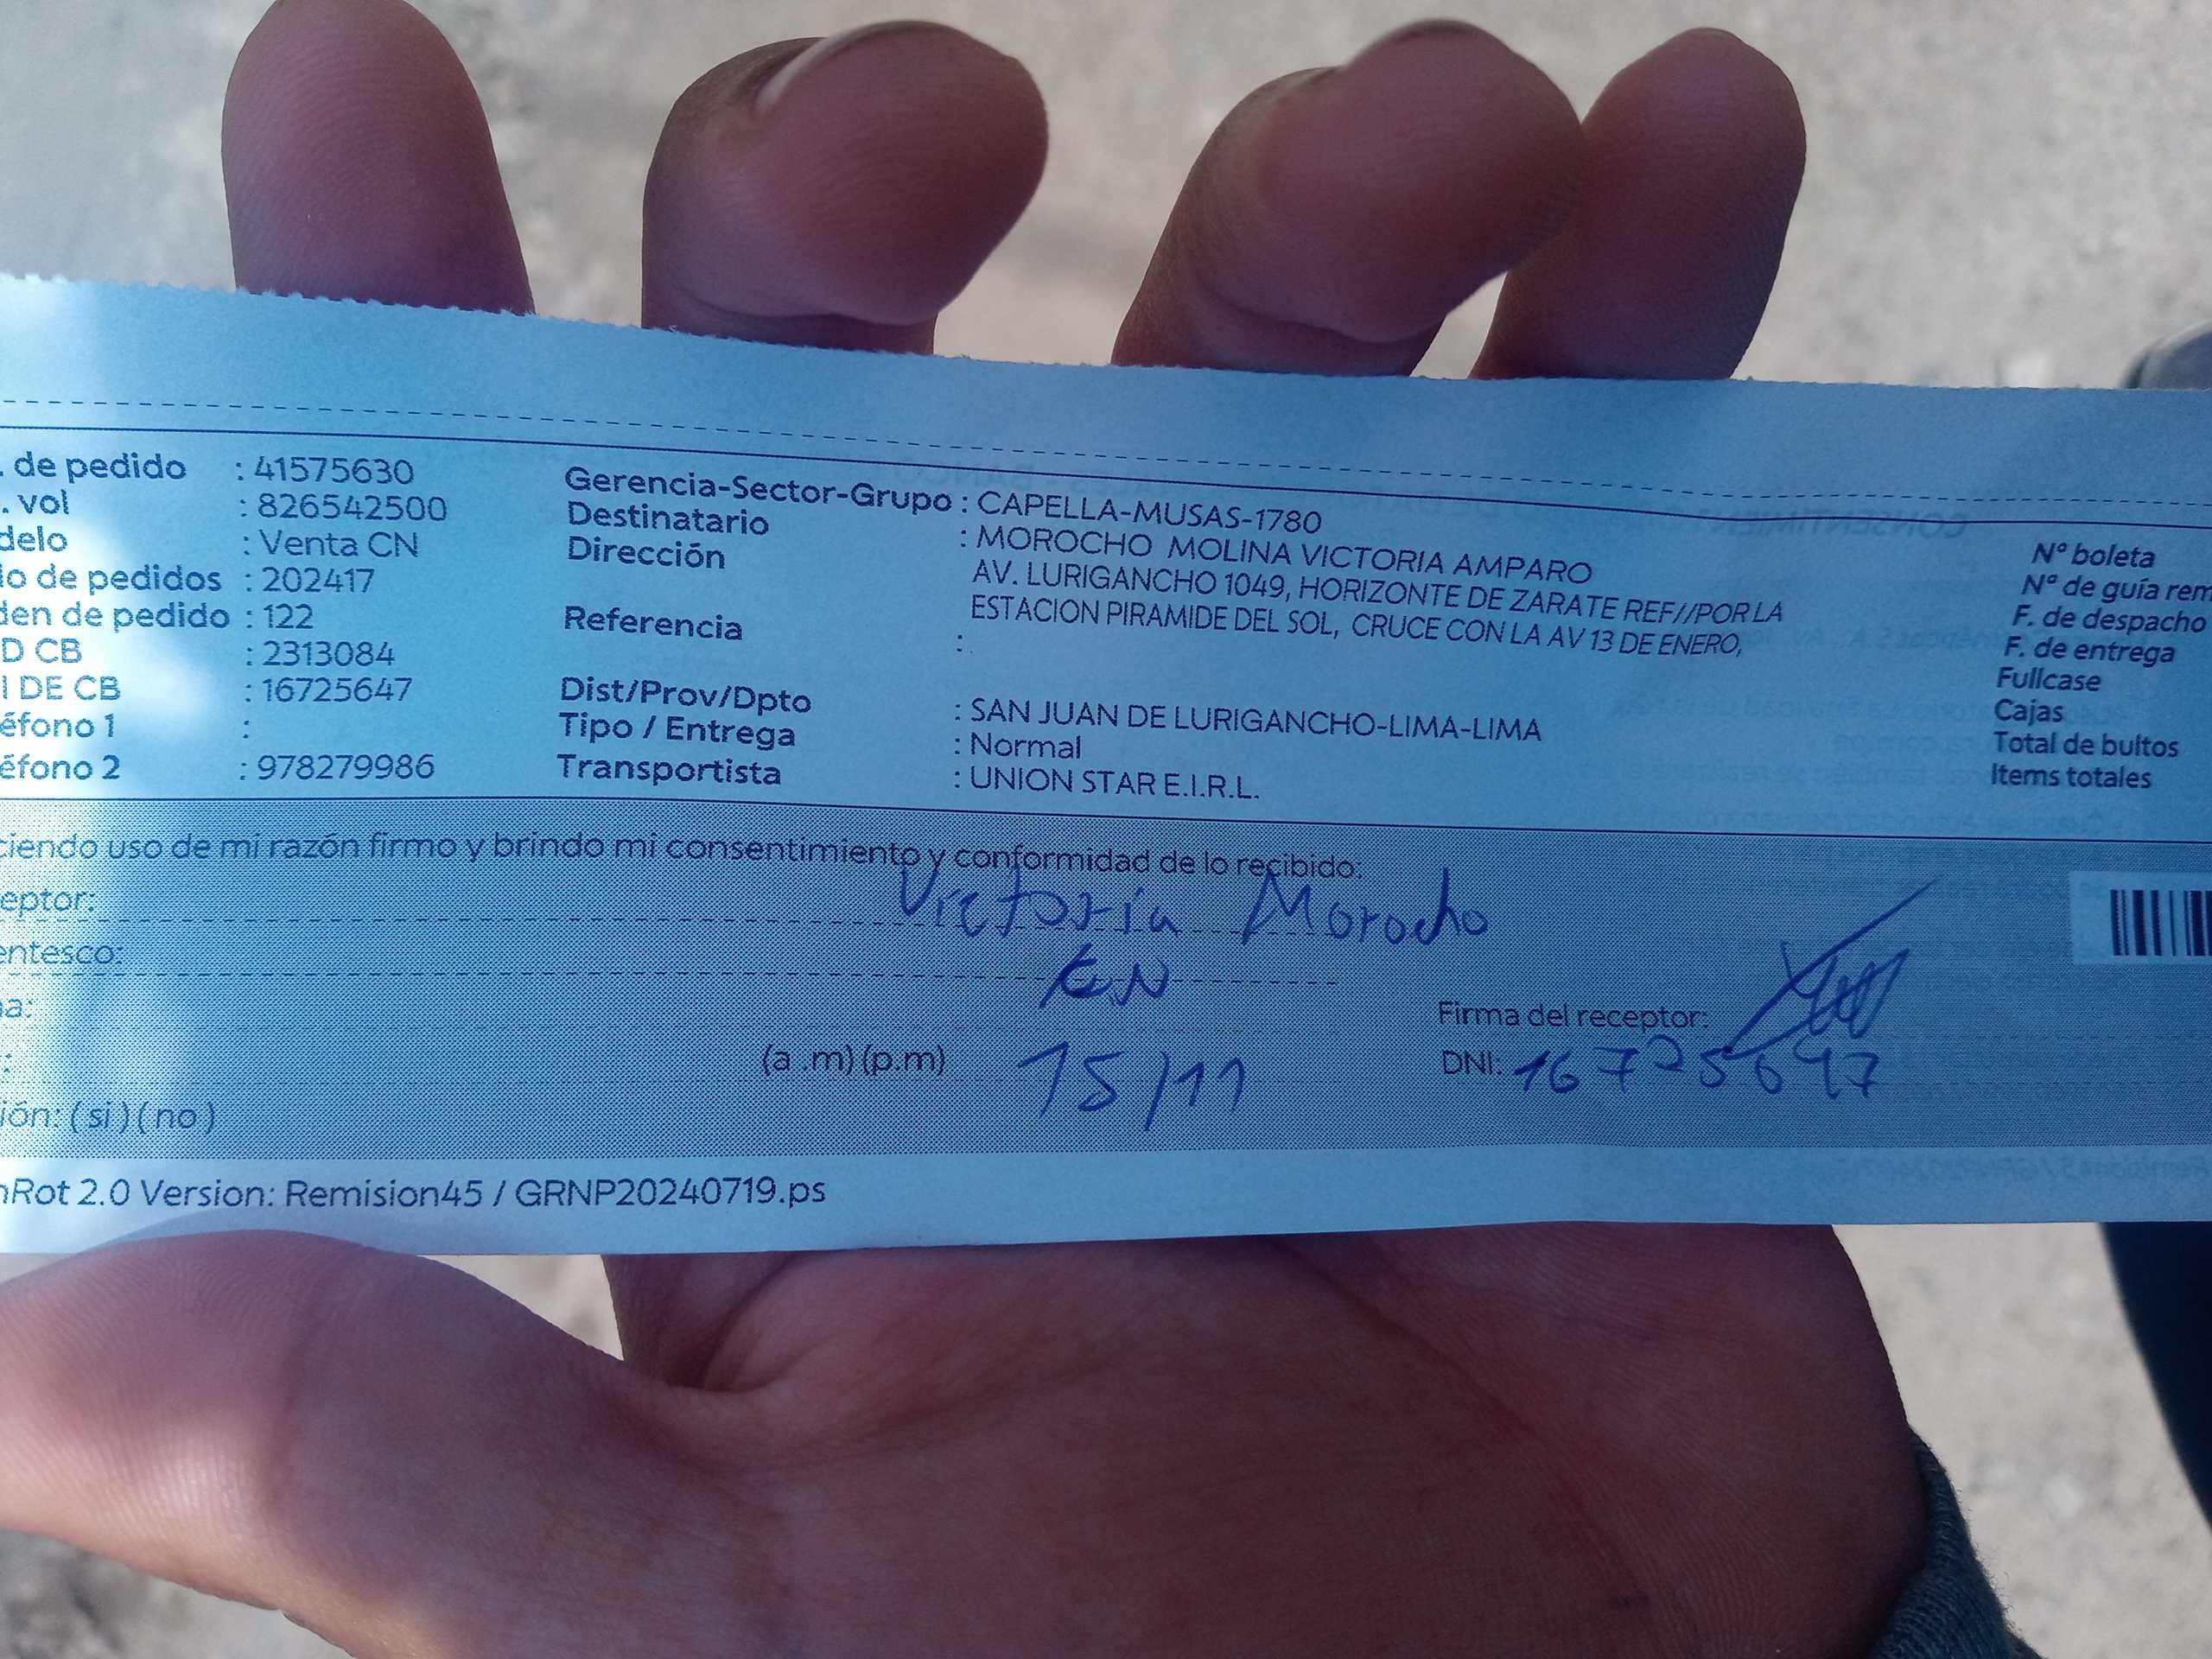 . de pedido : 41575630
. vol : 826542500
delo : Venta CN
lo de pedidos : 202417
den de pedido : 122
D CB : 2313084
I DE CB : 16725647
éfono 1 :
éfono 2 : 978279986
Gerencia-Sector-Grupo : CAPELLA-MUSAS-1780
Destinatario : MOROCHO MOLINA VICTORIA AMPARO
Dirección AV. LURIGANCHO 1049, HORIZONTE DE ZARATE REF//POR LA
ESTACION PIRAMIDE DEL SOL, CRUCE CON LA AV 13 DE ENERO,
Referencia :.
Dist/Prov/Dpto : SAN JUAN DE LURIGANCHO-LIMA-LIMA
Tipo / Entrega : Normal
Transportista : UNION STAR E.I.R.L.
Nº boleta
Nº de guía rem
F. de despacho
F. de entrega
Fullcase
Cajas
Total de bultos
Items totales
ciendo uso de mi razón firmo y brindo mi consentimiento y conformidad de lo recibido:
eptor: Victoria Morocho
entesco: CN
na:
Firma del receptor:
: (a .m) (p.m) 15/11
DNI: 16725647
ión: ( si ) ( no )
nRot 2.0 Version: Remision45 / GRNP20240719.ps